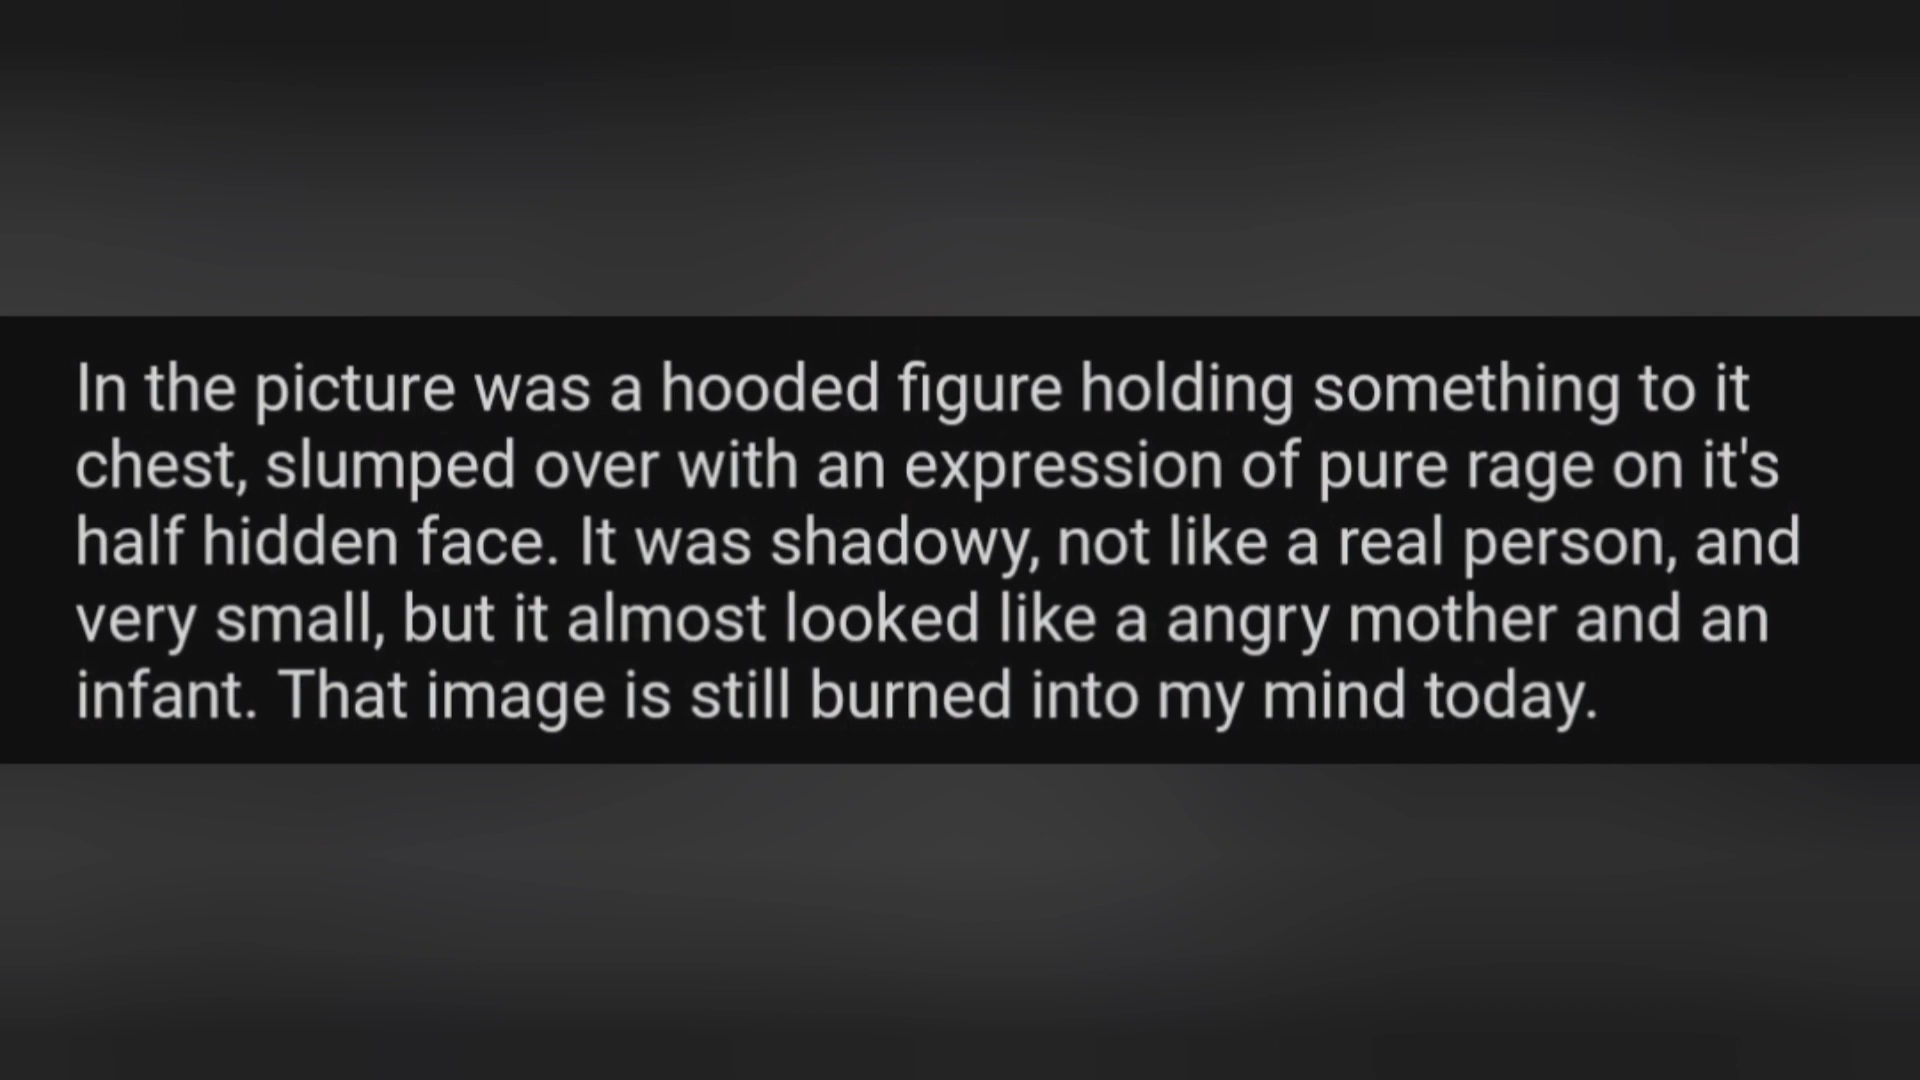 In the picture was a hooded figure holding something to it
chest, slumped over with an expression of pure rage on it's
half hidden face. It was shadowy, not like a real person, and
very small, but it almost looked like a angry mother and an
infant. That image is still burned into my mind today.